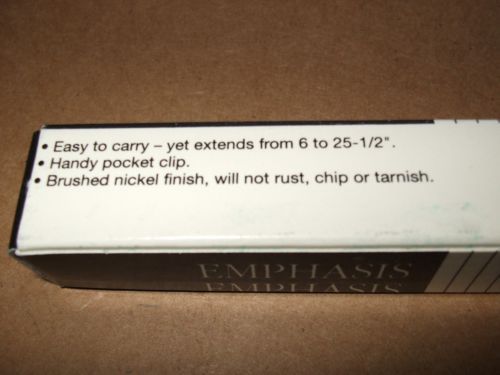 • Easy to carry – yet extends from 6 to 25-1/2".
• Handy pocket clip.
• Brushed nickel finish, will not rust, chip or tarnish.
EMPHASIS
EMPHASIS